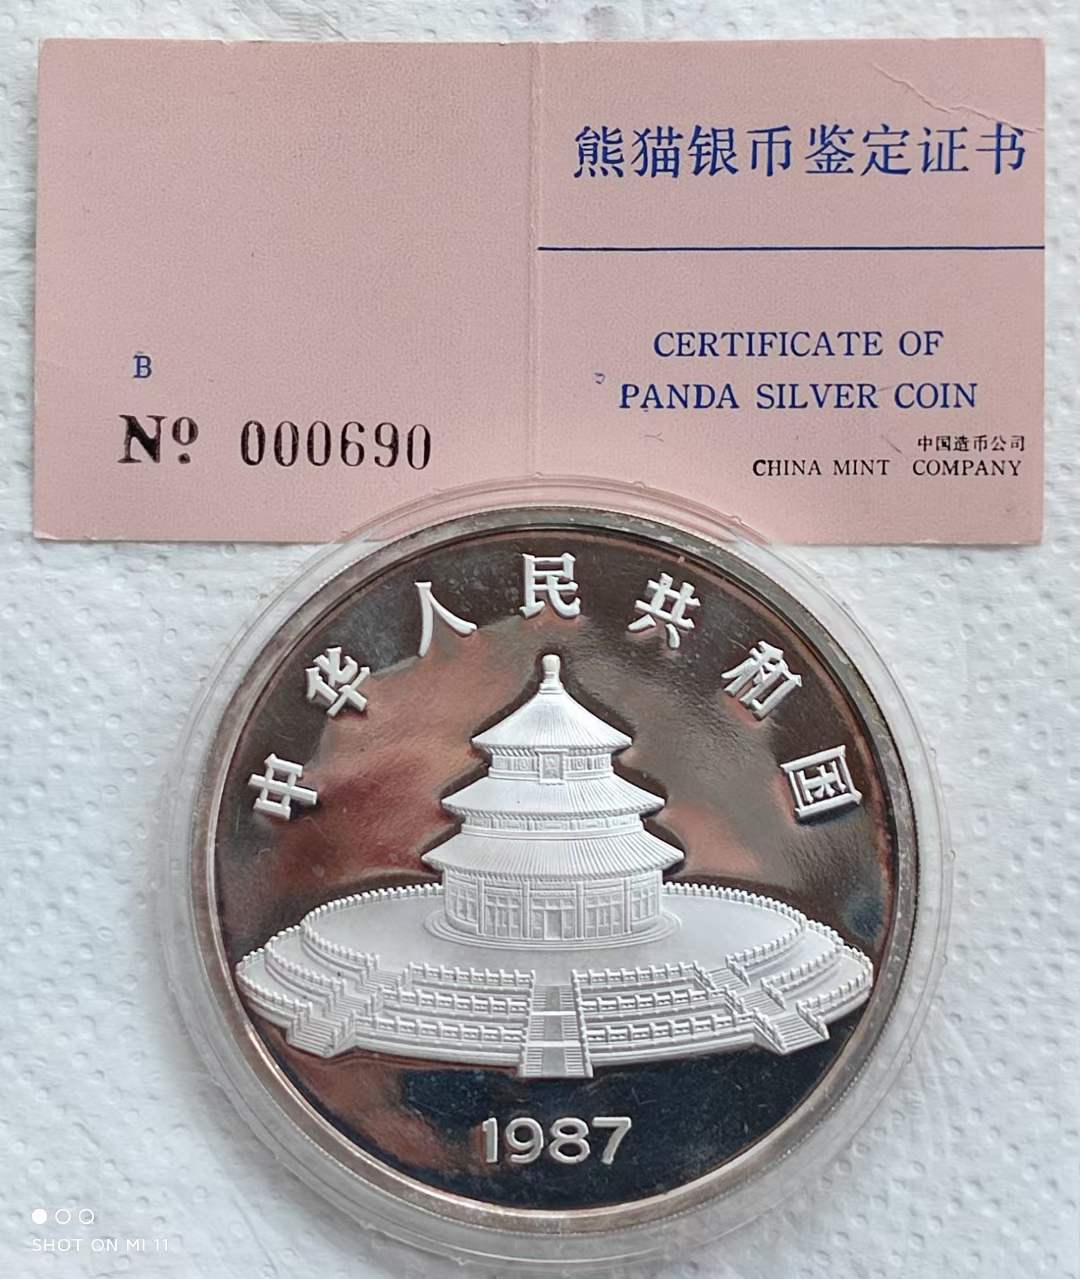 熊猫银币鉴定证书
CERTIFICATE OF
PANDA SILVER COIN
中国造币公司
CHINA MINT COMPANY
B
Nº 000690
中华人民共和国
1987
SHOT ON MI 11